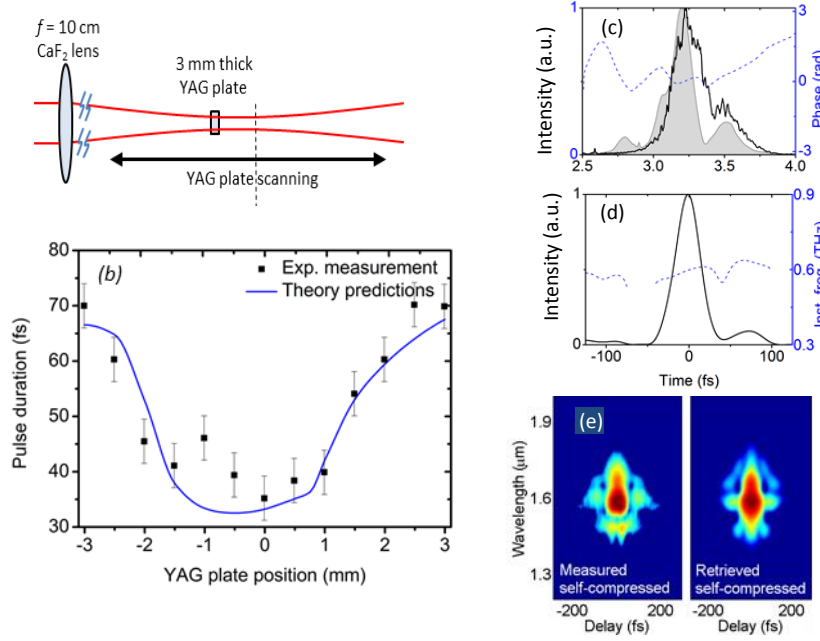 f = 10 cm
CaF2 lens
3 mm thick
YAG plate
YAG plate scanning
(b)
Exp. measurement
Theory predictions
Pulse duration (fs)
80
70
60
50
40
30
-3 -2 -1 0 1 2 3
YAG plate position (mm)
(c)
Intensity (a.u.)
1
0
2.5 3.0 3.5 4.0
3
0
-3
Phase (rad)
(d)
Intensity (a.u.)
1
0
0.9
0.6
0.3
Inst. freq. (THz)
-100 -50 0 50 100
Time (fs)
(e)
Wavelength (μm)
1.9
1.6
1.3
Measured
self-compressed
Retrieved
self-compressed
-200 200 -200 200
Delay (fs) Delay (fs)